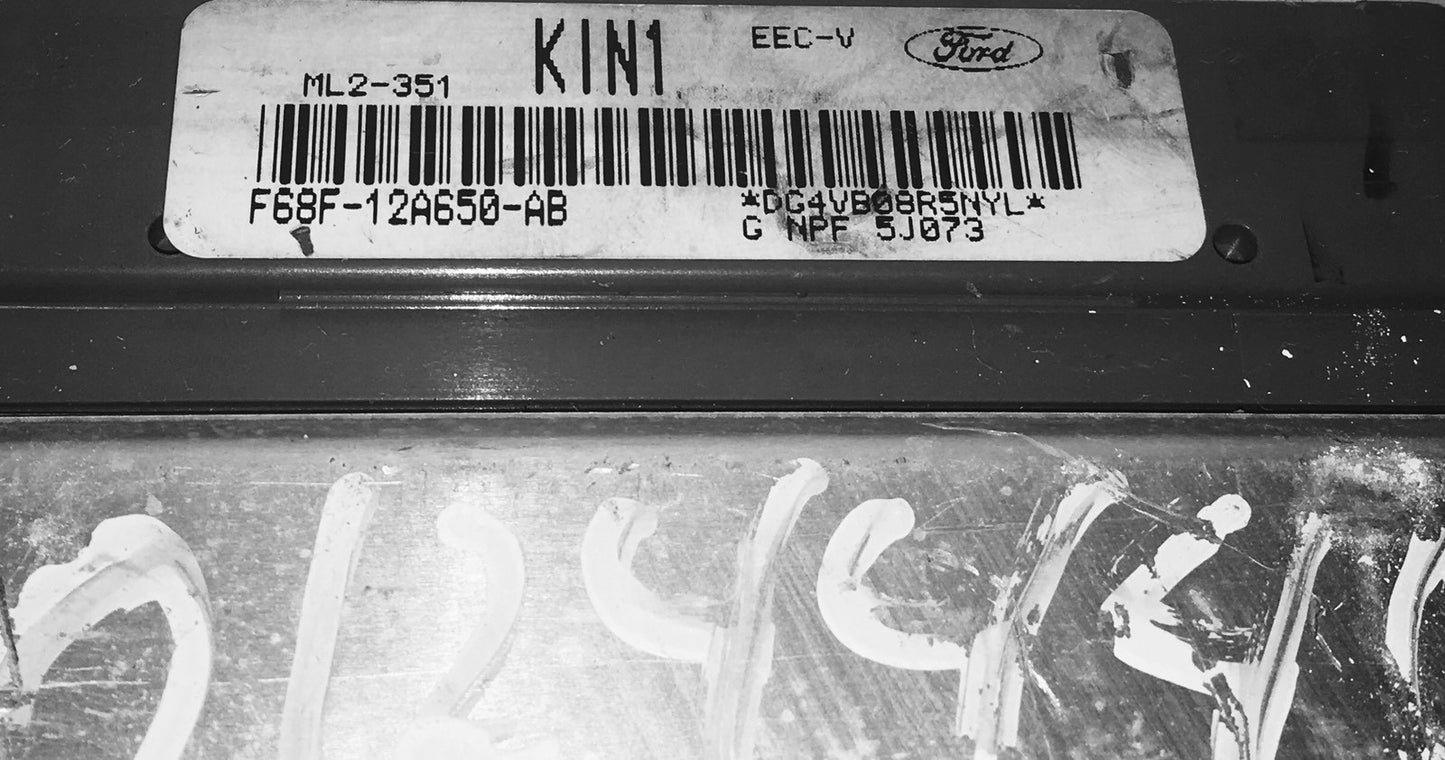 KIN1
EEC-V
Ford
ML2-351
F68F-12A650-AB
*DG4VB08R5NYL*
G NPF 5J073